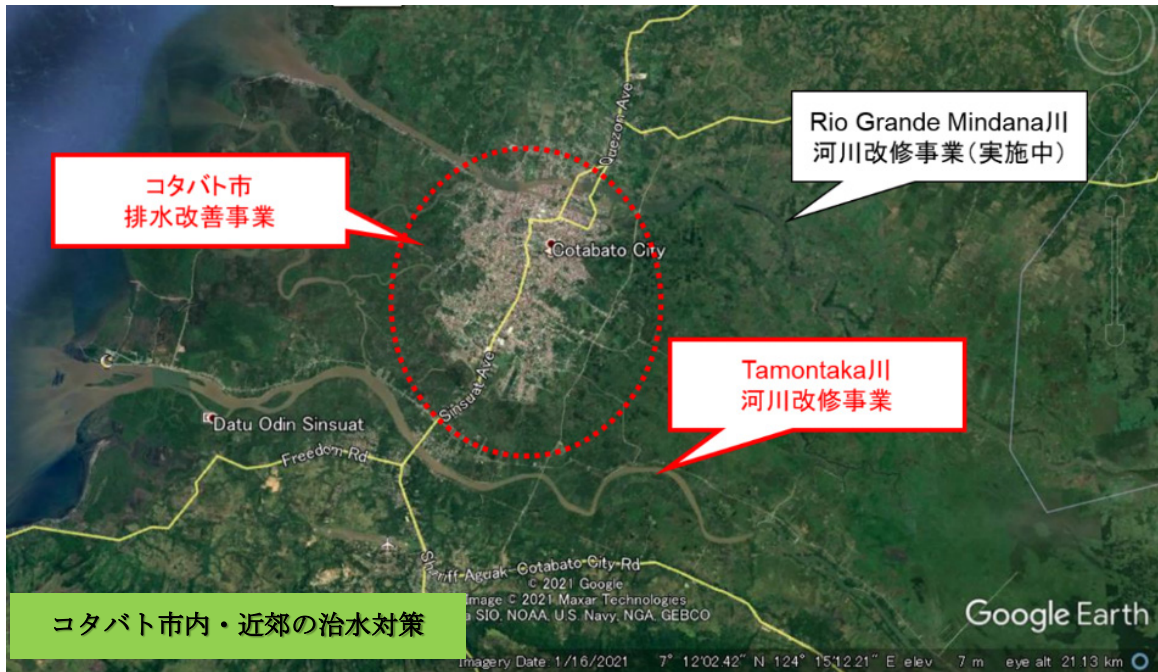 Quezon Ave
Rio Grande Mindana川
河川改修事業(実施中)
コタバト市
排水改善事業
Cotabato City
Tamontaka川
河川改修事業
Sinsuat Ave
Datu Odin Sinsuat
Freedom Rd
Shariff Aguak-Cotabato City Rd
© 2021 Google
Image © 2021 Maxar Technologies
a SIO, NOAA, U.S. Navy, NGA, GEBCO
Google Earth
コタバト市内・近郊の治水対策
Imagery Date 1/16/2021 7° 12'02.42" N 124° 15'12.21" E elev 7 m eye alt 21.13 km